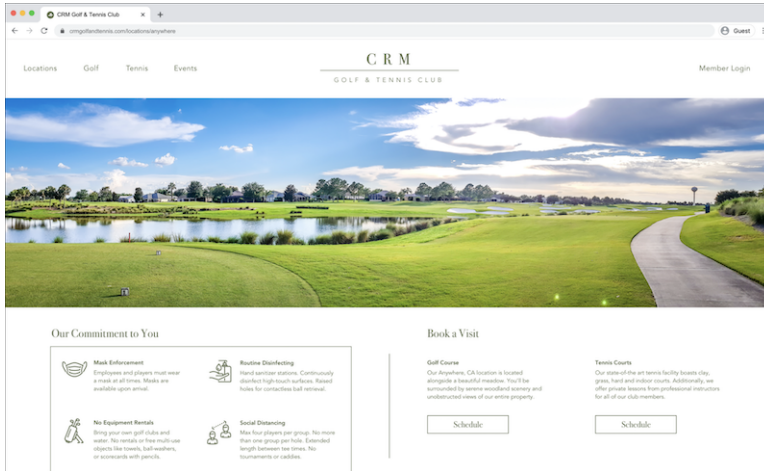 CRM Golf & Tennis Club
crmgolfandtennis.com/locations/anywhere
Guest
Locations Golf Tennis Events
CRM
GOLF & TENNIS CLUB
Member Login
Our Commitment to You
Mask Enforcement
Employees and players must wear
a mask at all times. Masks are
available upon arrival.
Routine Disinfecting
Hand sanitizer stations. Continuously
disinfect high-touch surfaces. Raised
holes for contactless ball retrieval.
No Equipment Rentals
Bring your own golf clubs and
water. No rentals or free multi-use
objects like towels, ball-washers,
or scorecards with pencils.
Social Distancing
Max four players per group. No more
than one group per hole. Extended
length between tee times. No
tournaments or caddies.
Book a Visit
Golf Course
Our Anywhere, CA location is located
alongside a beautiful meadow. You'll be
surrounded by serene woodland scenery and
unobstructed views of our entire property.
Schedule
Tennis Courts
Our state-of-the art tennis facility boasts clay,
grass, hard and indoor courts. Additionally, we
offer private lessons from professional instructors
for all of our club members.
Schedule